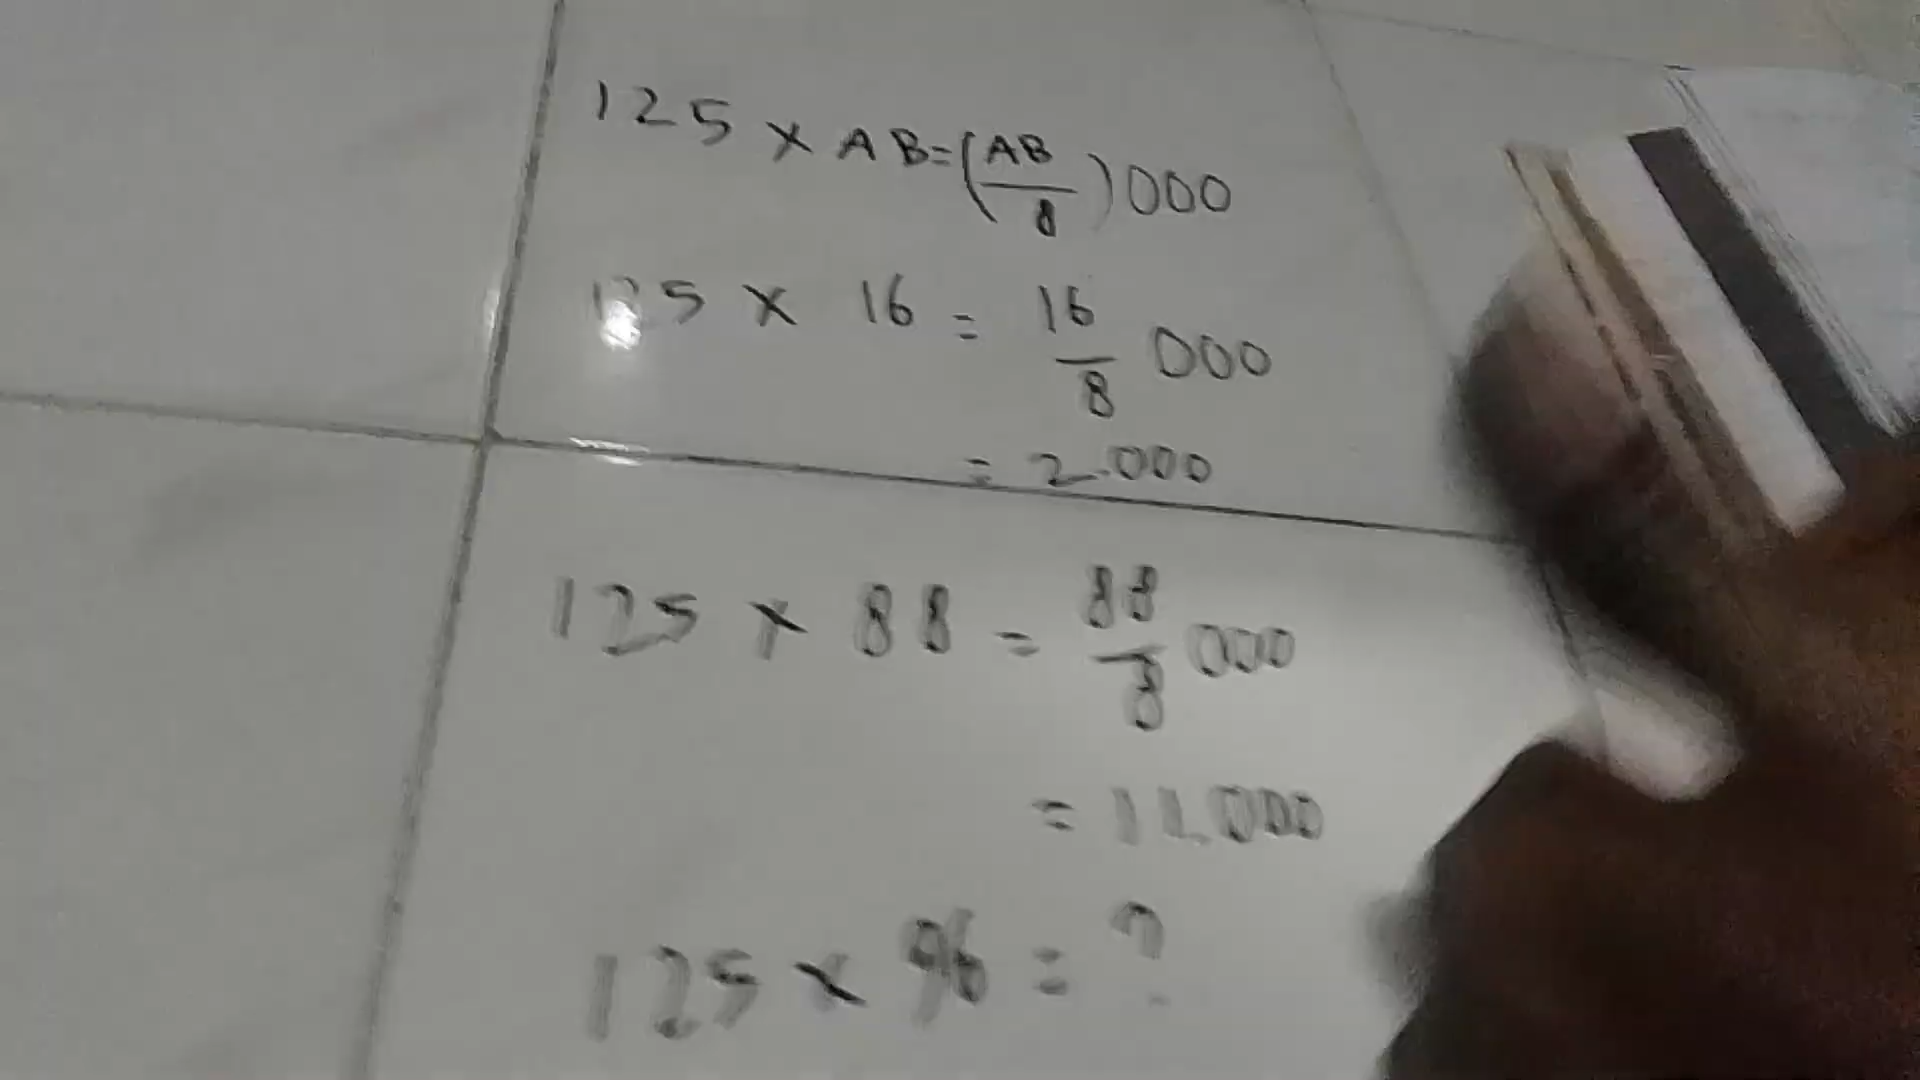 125 × AB = (AB/8) 000
125 × 16 = 16/8 000
= 2.000
125 × 88 = 88/8 000
= 11.000
125 × 96 = ?